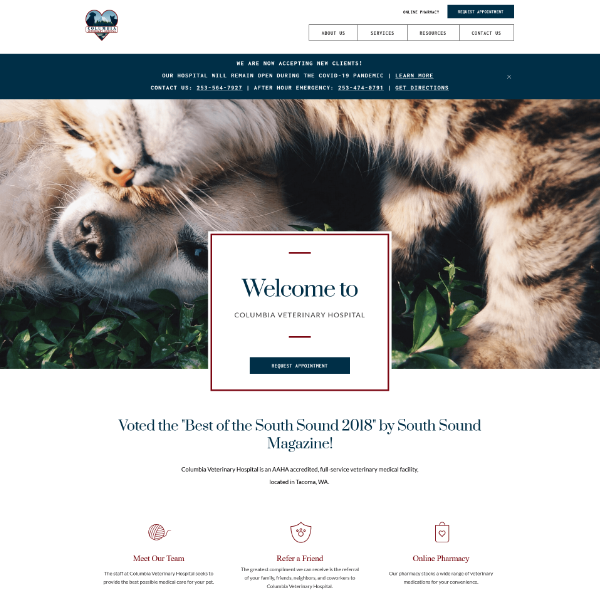 ONLINE PHARMACY
REQUEST APPOINTMENT
COLUMBIA
ABOUT US
SERVICES
RESOURCES
CONTACT US
WE ARE NOW ACCEPTING NEW CLIENTS!
OUR HOSPITAL WILL REMAIN OPEN DURING THE COVID-19 PANDEMIC | LEARN MORE
CONTACT US: 253-564-7927 | AFTER HOUR EMERGENCY: 253-474-0791 | GET DIRECTIONS
Welcome to
COLUMBIA VETERINARY HOSPITAL
REQUEST APPOINTMENT
Voted the "Best of the South Sound 2018" by South Sound
Magazine!
Columbia Veterinary Hospital is an AAHA accredited, full-service veterinary medical facility,
located in Tacoma, WA.
Meet Our Team
The staff at Columbia Veterinary Hospital seeks to
provide the best possible medical care for your pet.
Refer a Friend
The greatest compliment we can receive is the referral
of your family, friends, neighbors, and coworkers to
Columbia Veterinary Hospital.
Online Pharmacy
Our pharmacy stocks a wide range of veterinary
medications for your convenience.